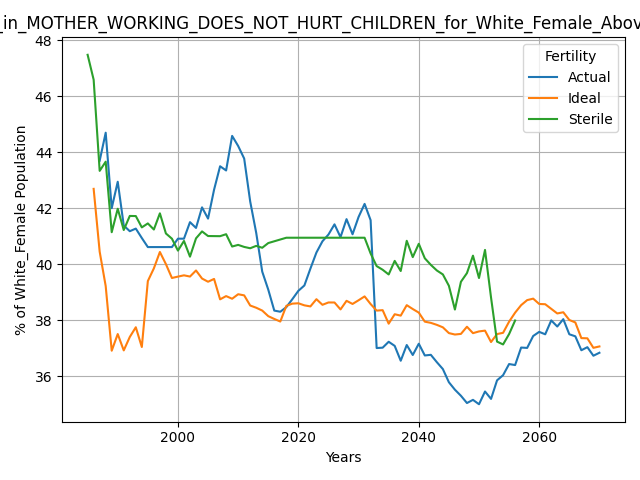 _in_MOTHER_WORKING_DOES_NOT_HURT_CHILDREN_for_White_Female_Abov
48
46
44
42
40
38
36
% of White_Female Population
2000
2020
2040
2060
Years
Fertility
Actual
Ideal
Sterile